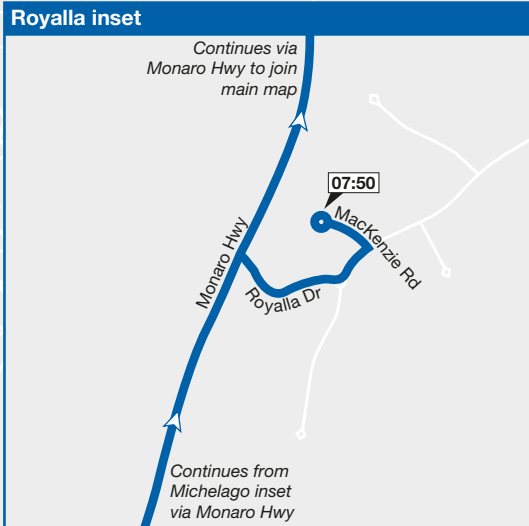 Royalla inset
Continues via
Monaro Hwy to join
main map
07:50
MacKenzie Rd
Monaro Hwy
Royalla Dr
Continues from
Michelago inset
via Monaro Hwy